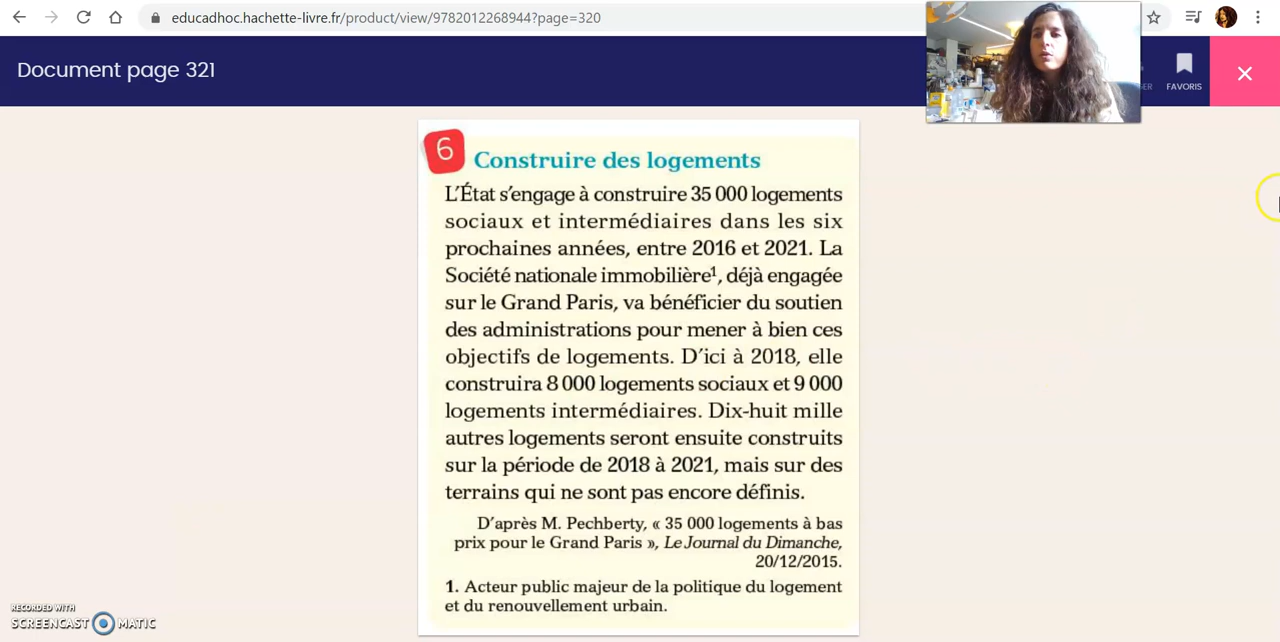 educadhoc.hachette-livre.fr/product/view/9782012268944?page=320
Document page 321
FAVORIS
6
Construire des logements
L'État s'engage à construire 35 000 logements
sociaux et intermédiaires dans les six
prochaines années, entre 2016 et 2021. La
Société nationale immobilière¹, déjà engagée
sur le Grand Paris, va bénéficier du soutien
des administrations pour mener à bien ces
objectifs de logements. D'ici à 2018, elle
construira 8 000 logements sociaux et 9 000
logements intermédiaires. Dix-huit mille
autres logements seront ensuite construits
sur la période de 2018 à 2021, mais sur des
terrains qui ne sont pas encore définis.
D'après M. Pechberty, « 35 000 logements à bas
prix pour le Grand Paris », Le Journal du Dimanche,
20/12/2015.
1. Acteur public majeur de la politique du logement
et du renouvellement urbain.
RECORDED WITH
SCREENCAST MATIC